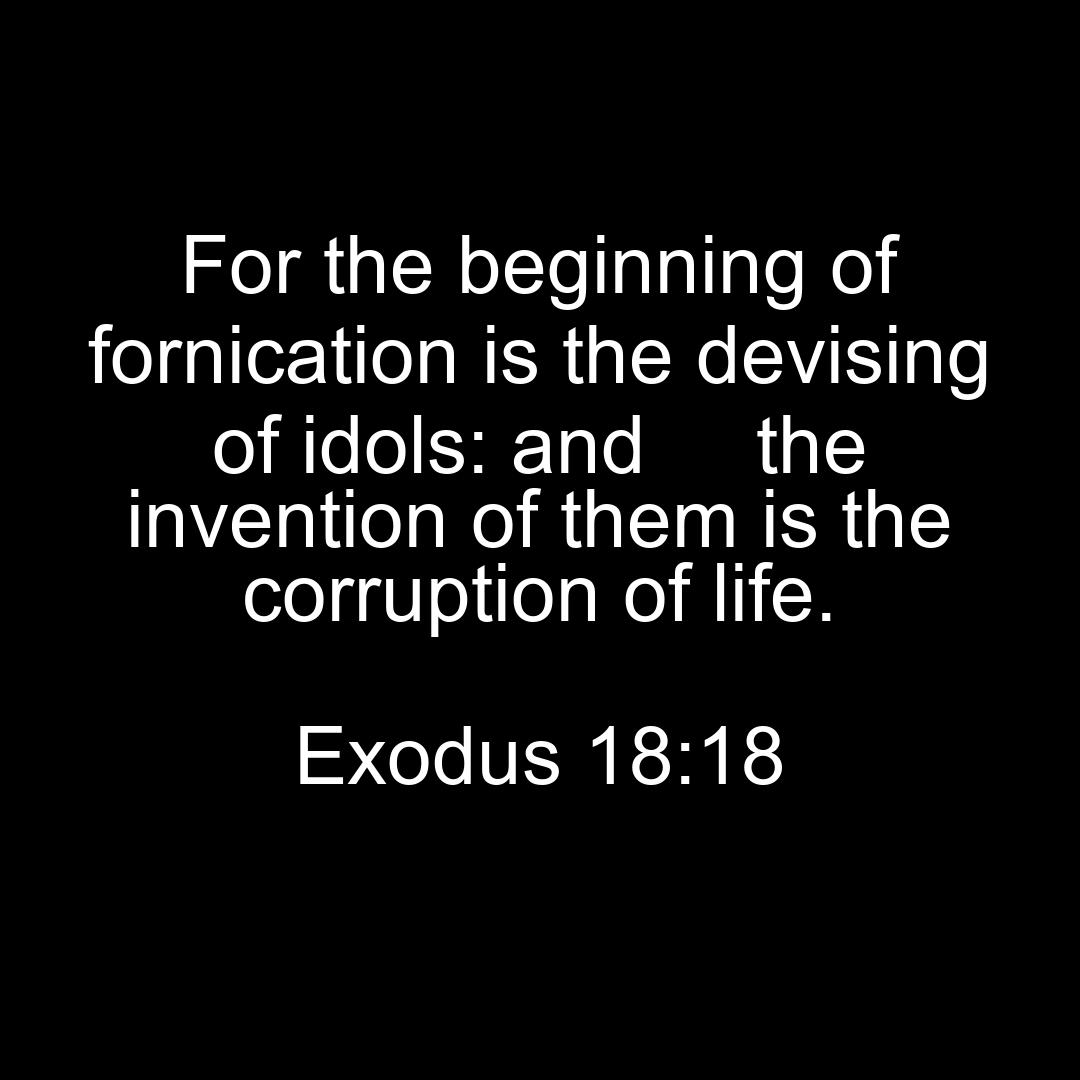 For the beginning of
fornication is the devising
of idols: and the
invention of them is the
corruption of life.
Exodus 18:18